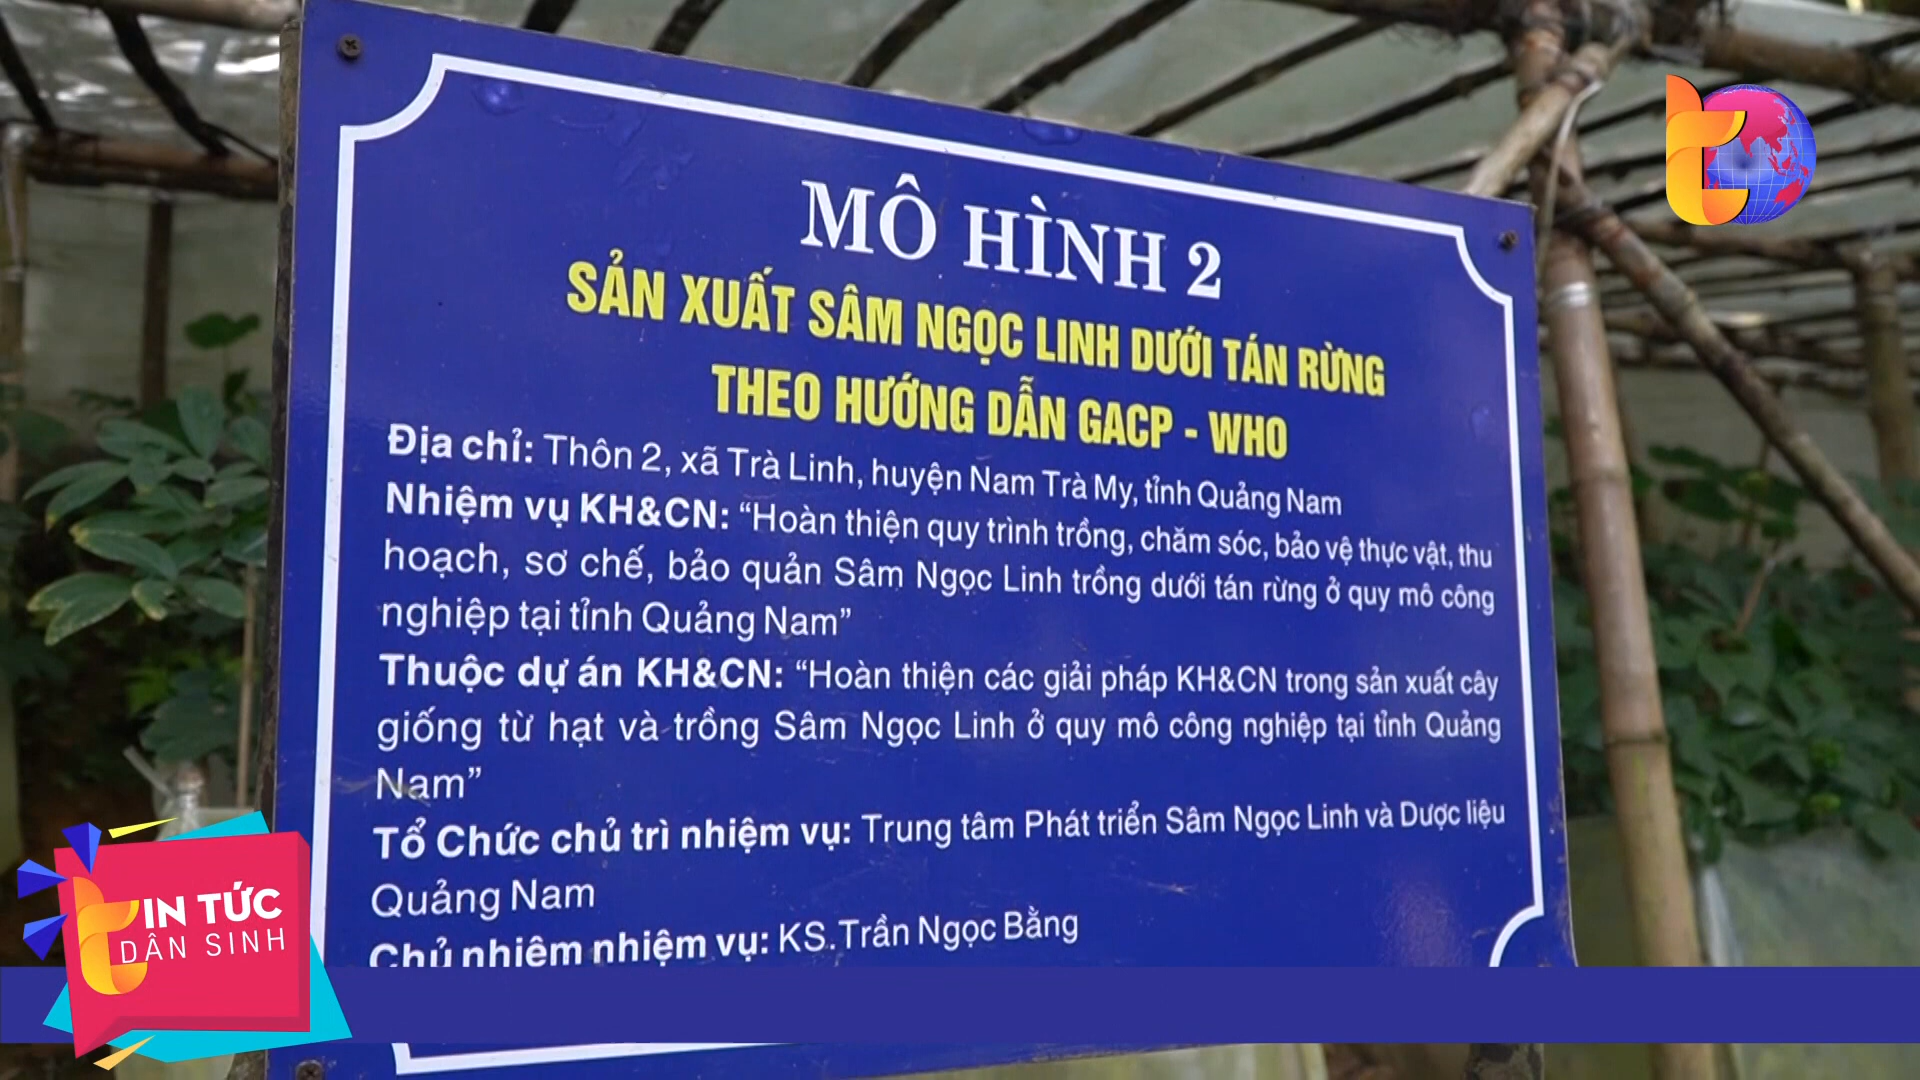 MÔ HÌNH 2
SẢN XUẤT SÂM NGỌC LINH DƯỚI TÁN RỪNG
THEO HƯỚNG DẪN GACP - WHO
Địa chỉ: Thôn 2, xã Trà Linh, huyện Nam Trà My, tỉnh Quảng Nam
Nhiệm vụ KH&CN: “Hoàn thiện quy trình trồng, chăm sóc, bảo vệ thực vật, thu
hoạch, sơ chế, bảo quản Sâm Ngọc Linh trồng dưới tán rừng ở quy mô công
nghiệp tại tỉnh Quảng Nam”
Thuộc dự án KH&CN: “Hoàn thiện các giải pháp KH&CN trong sản xuất cây
giống từ hạt và trồng Sâm Ngọc Linh ở quy mô công nghiệp tại tỉnh Quảng
Nam”
Tổ Chức chủ trì nhiệm vụ: Trung tâm Phát triển Sâm Ngọc Linh và Dược liệu
Quảng Nam
Chủ nhiệm nhiệm vụ: KS.Trần Ngọc Bằng
TIN TỨC
DÂN SINH